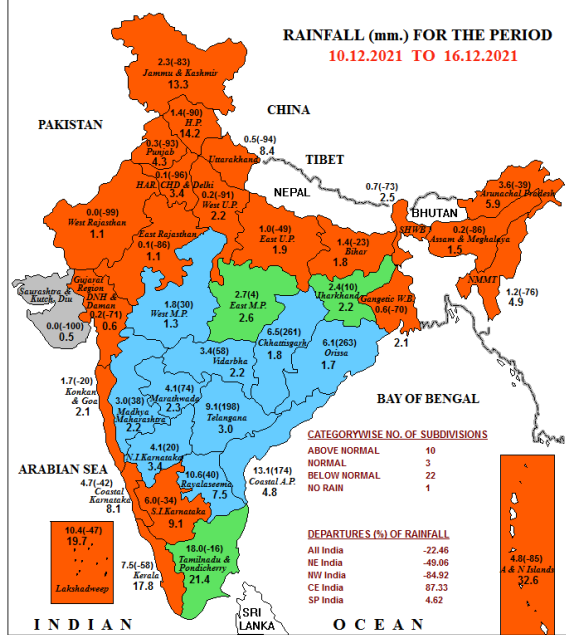 RAINFALL (mm.) FOR THE PERIOD
10.12.2021 TO 16.12.2021
2.3(-83)
Jammu & Kashmir
13.3
CHINA
1.4(-90)
H.P.
14.2
PAKISTAN
0.3(-93)
Punjab
4.3
0.5(-94)
8.4
Uttarakhand
TIBET
0.1(-96)
HAR. CHD & Delhi
3.4
0.2(-91)
West U.P.
2.2
NEPAL
0.7(-73)
2.5
3.6(-39)
Arunachal Pradesh
5.9
BHUTAN
0.0(-99)
West Rajasthan
1.1
East Rajasthan
0.1(-86)
1.1
1.0(-49)
East U.P.
1.9
1.4(-23)
Bihar
1.8
SHWB
0.2(-86)
Assam & Meghalaya
1.5
NMMT
1.2(-76)
4.9
Saurashtra &
Kutch, Diu
0.0(-100)
0.5
Gujarat
Region
DNH &
Daman
0.2(-71)
0.6
1.8(30)
West M.P.
1.3
2.7(4)
East M.P.
2.6
2.4(10)
Jharkhand
2.2
Gangetic W.B.
0.6(-70)
2.1
6.5(261)
Chhattisgarh
1.8
6.1(263)
Orissa
1.7
3.4(58)
Vidarbha
2.2
1.7(-20)
Konkan
& Goa
2.1
3.0(38)
Madhya
Maharashtra
2.2
4.1(74)
Marathwada
2.3
9.1(198)
Telangana
3.0
BAY OF BENGAL
4.1(20)
N.I.Karnataka
3.4
10.6(40)
Rayalaseema
7.5
13.1(174)
Coastal A.P.
4.8
ARABIAN SEA
4.7(-42)
Coastal
Karnataka
8.1
6.0(-34)
S.I.Karnataka
9.1
CATEGORYWISE NO. OF SUBDIVISIONS
ABOVE NORMAL 10
NORMAL 3
BELOW NORMAL 22
NO RAIN 1
10.4(-47)
19.7
Lakshadweep
7.5(-58)
Kerala
17.8
18.0(-16)
Tamilnadu &
Pondicherry
21.4
DEPARTURES (%) OF RAINFALL
All India -22.46
NE India -49.06
NW India -84.92
CE India 87.33
SP India 4.62
4.8(-85)
A & N Islands
32.6
SRI
LANKA
INDIAN OCEAN